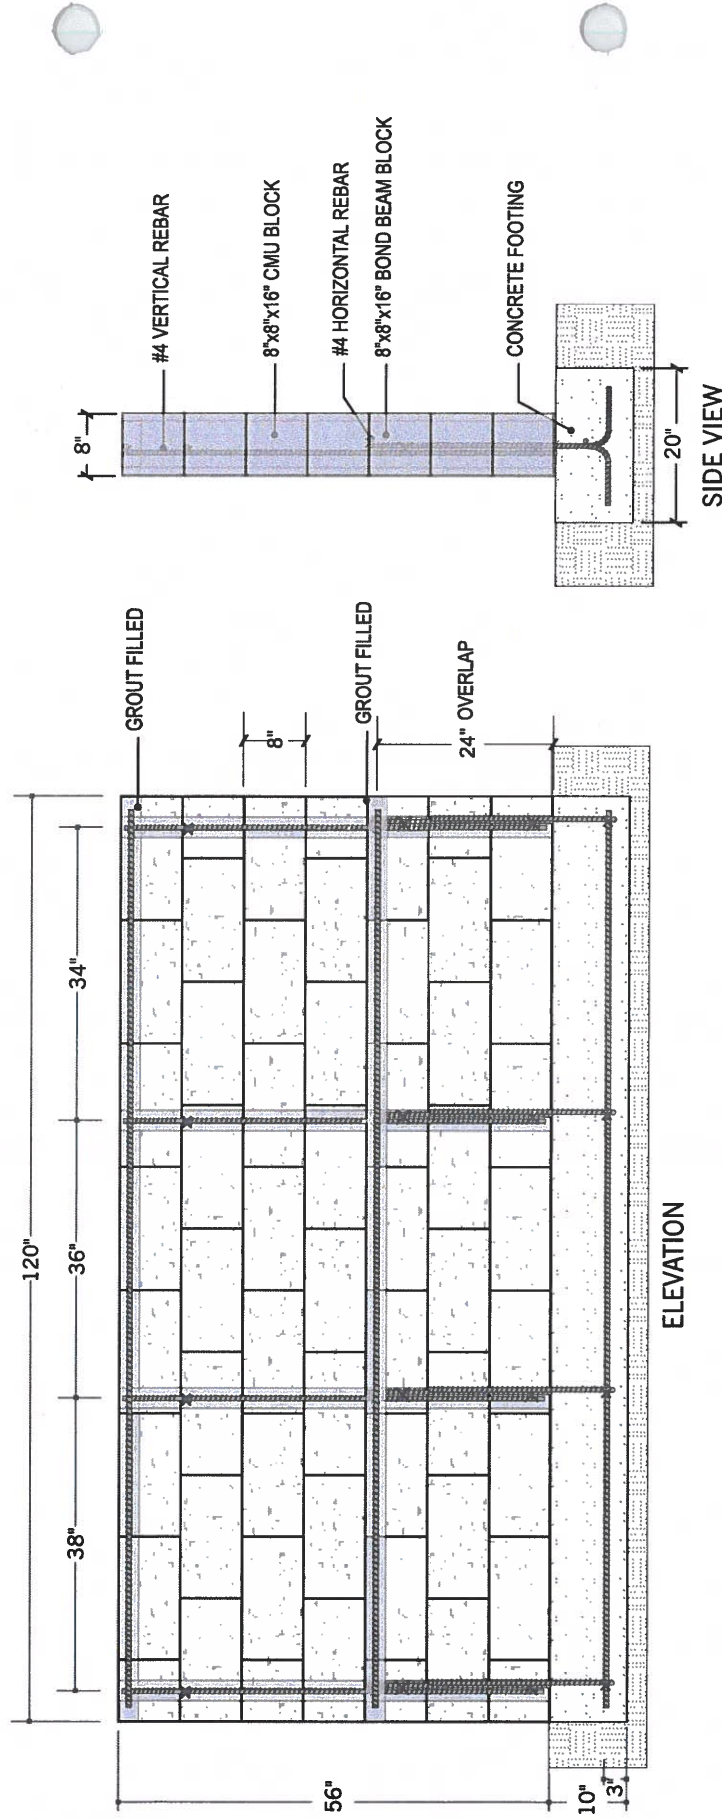 120"
38"
36"
34"
GROUT FILLED
8"
GROUT FILLED
24" OVERLAP
56"
10"
3"
ELEVATION
8"
#4 VERTICAL REBAR
8"x8"x16" CMU BLOCK
#4 HORIZONTAL REBAR
8"x8"x16" BOND BEAM BLOCK
CONCRETE FOOTING
20"
SIDE VIEW